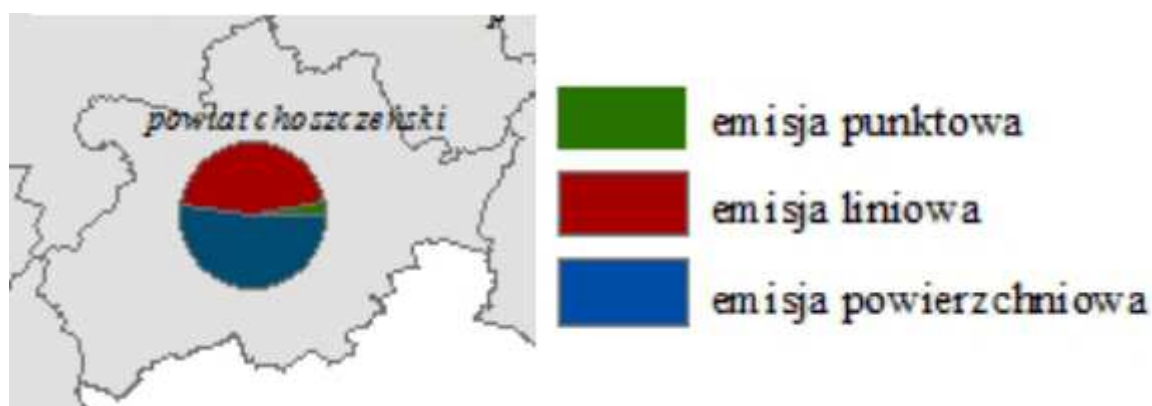 powiat choszczeński
emisja punktowa
emisja liniowa
emisja powierzchniowa